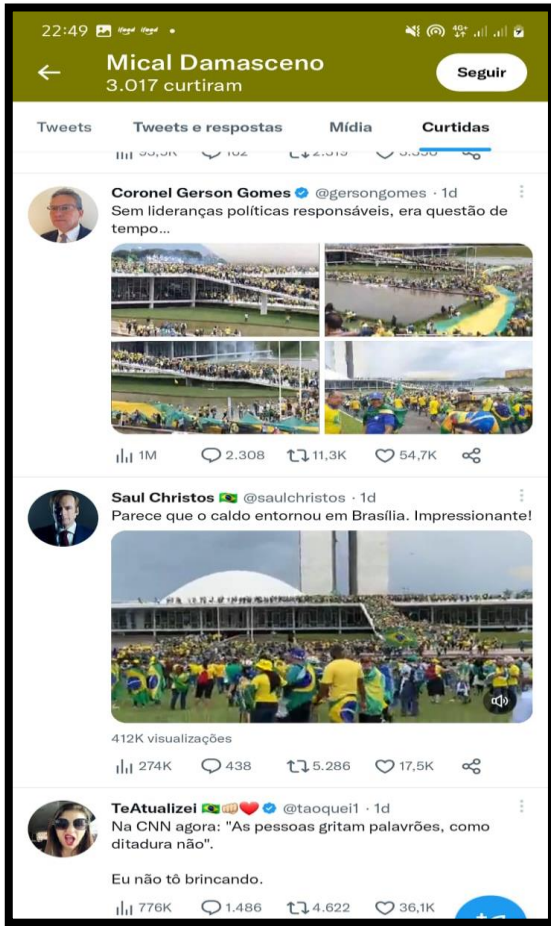 22:49 ifood ifood
Mical Damasceno
3.017 curtiram
Seguir
Tweets Tweets e respostas Mídia Curtidas
Coronel Gerson Gomes @gersongomes · 1d
Sem lideranças políticas responsáveis, era questão de
tempo...
1M 2.308 11,3K 54,7K
Saul Christos @saulchristos · 1d
Parece que o caldo entornou em Brasília. Impressionante!
412K visualizações
274K 438 5.286 17,5K
TeAtualizei @taoquei1 · 1d
Na CNN agora: "As pessoas gritam palavrões, como
ditadura não".
Eu não tô brincando.
776K 1.486 4.622 36,1K